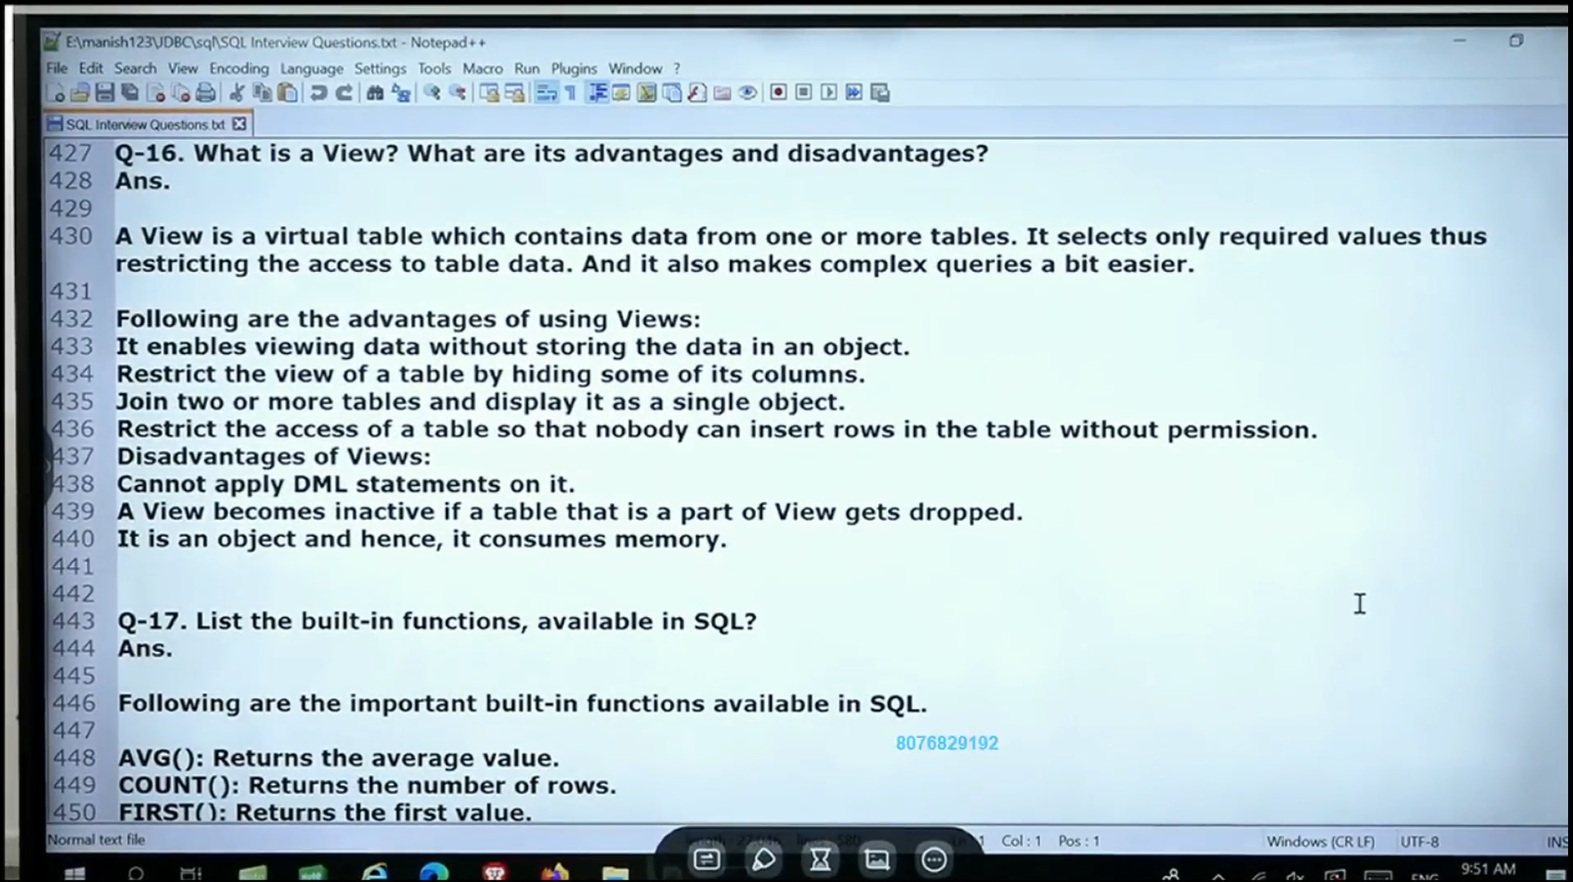 E:\manish123\JDBC\sql\SQL Interview Questions.txt - Notepad++
File Edit Search View Encoding Language Settings Tools Macro Run Plugins Window ?
SQL Interview Questions.txt
427 Q-16. What is a View? What are its advantages and disadvantages?
428 Ans.
429
430 A View is a virtual table which contains data from one or more tables. It selects only required values thus
restricting the access to table data. And it also makes complex queries a bit easier.
431
432 Following are the advantages of using Views:
433 It enables viewing data without storing the data in an object.
434 Restrict the view of a table by hiding some of its columns.
435 Join two or more tables and display it as a single object.
436 Restrict the access of a table so that nobody can insert rows in the table without permission.
437 Disadvantages of Views:
438 Cannot apply DML statements on it.
439 A View becomes inactive if a table that is a part of View gets dropped.
440 It is an object and hence, it consumes memory.
441
442
443 Q-17. List the built-in functions, available in SQL?
444 Ans.
445
446 Following are the important built-in functions available in SQL.
447
8076829192
448 AVG(): Returns the average value.
449 COUNT(): Returns the number of rows.
450 FIRST(): Returns the first value.
Normal text file Col : 1 Pos : 1 Windows (CR LF) UTF-8 INS
ENG 9:51 AM